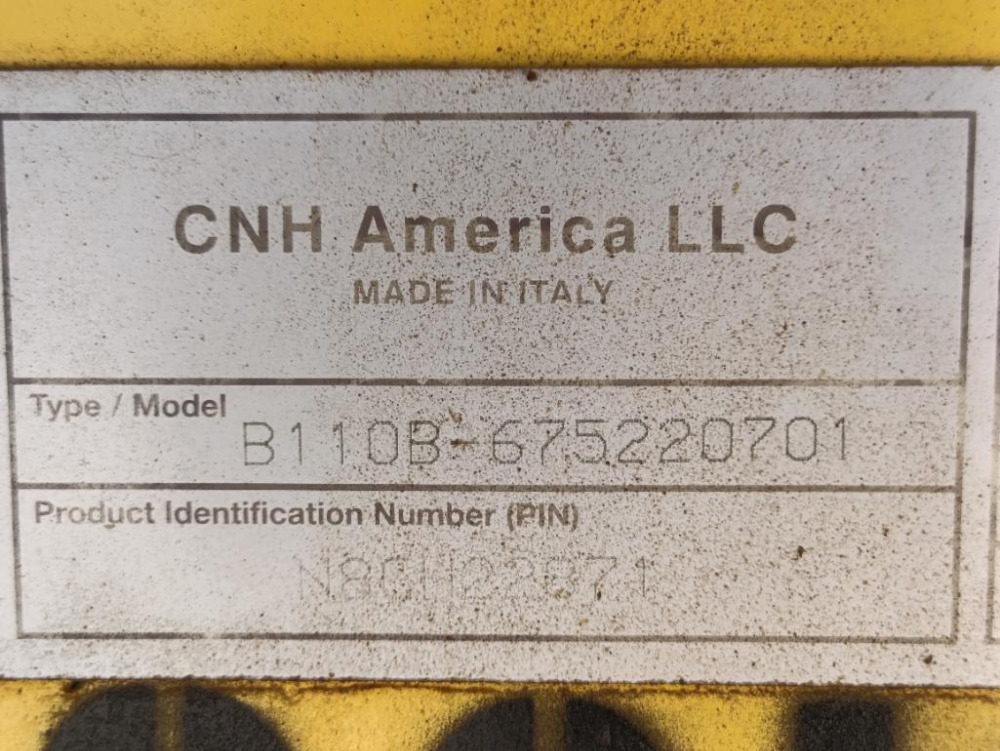 CNH America LLC
MADE IN ITALY
Type / Model
B110B-675220701
Product Identification Number (PIN)